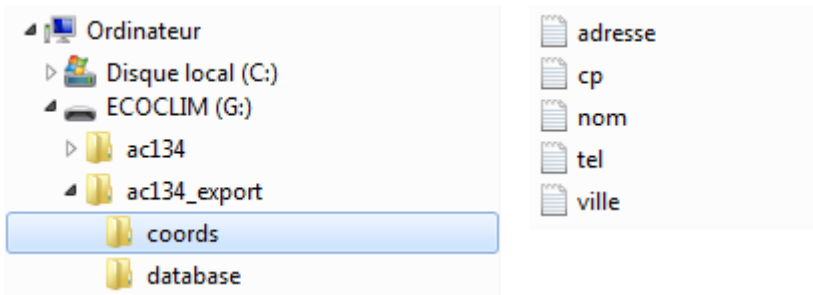 Ordinateur
Disque local (C:)
ECOCLIM (G:)
ac134
ac134_export
coords
database
adresse
cp
nom
tel
ville